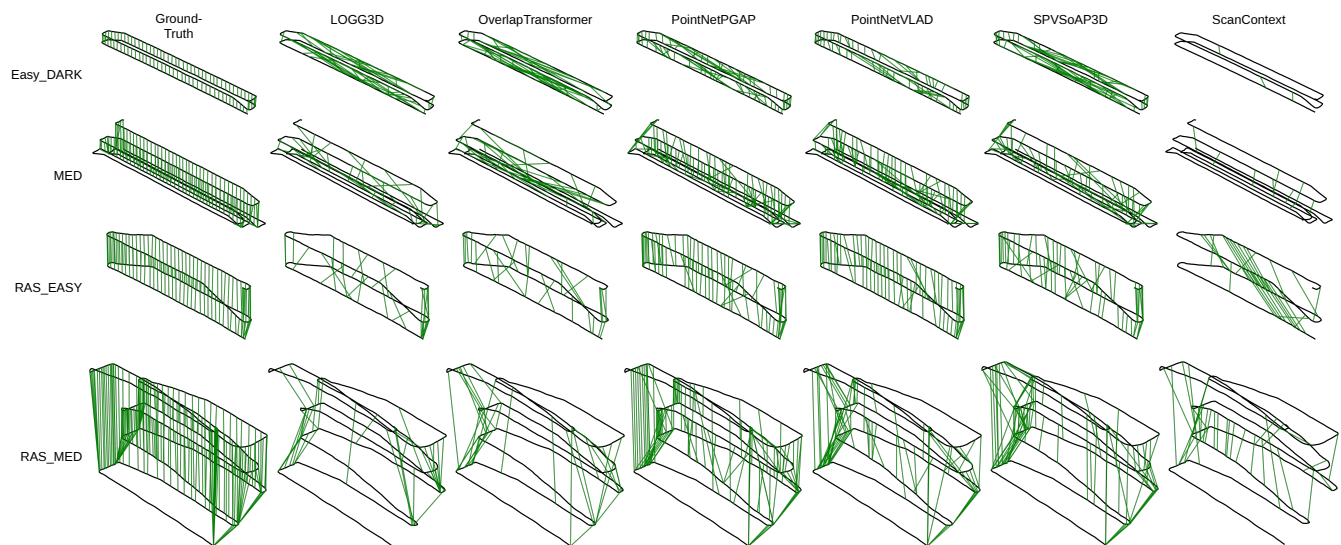 Ground-
Truth
LOGG3D
OverlapTransformer
PointNetPGAP
PointNetVLAD
SPVSoAP3D
ScanContext
Easy_DARK
MED
RAS_EASY
RAS_MED